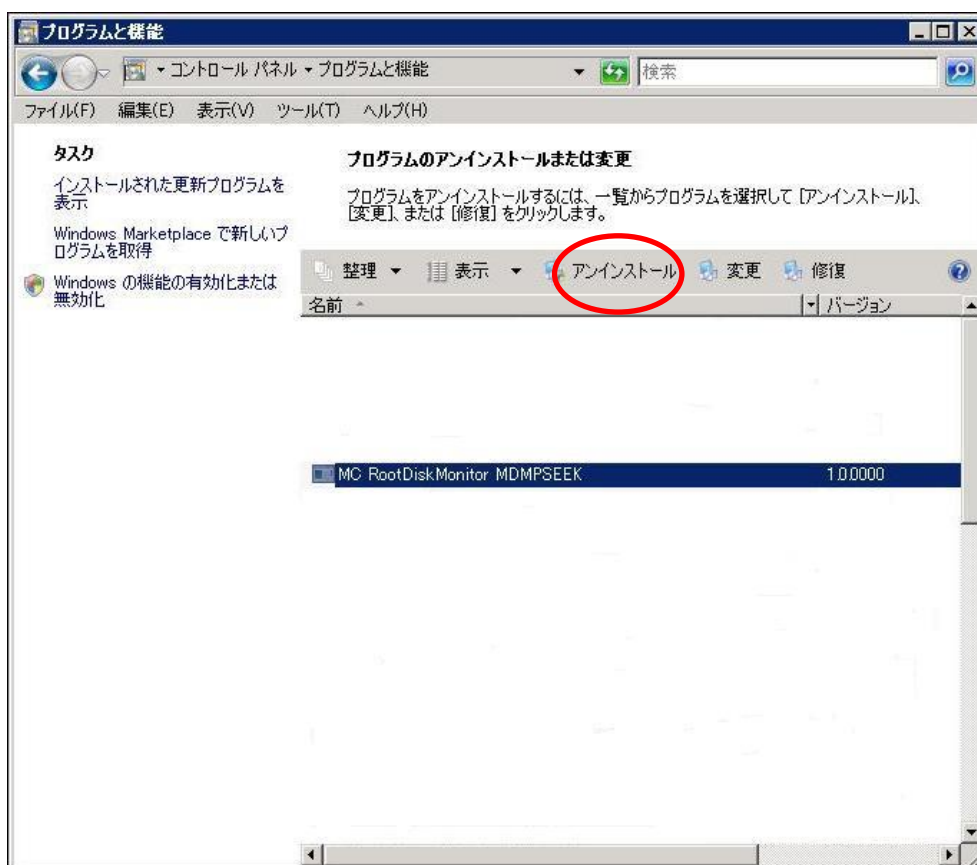 プログラムと機能
コントロール パネル プログラムと機能 検索
ファイル(F) 編集(E) 表示(V) ツール(T) ヘルプ(H)
タスク
インストールされた更新プログラムを
表示
Windows Marketplace で新しいプ
ログラムを取得
Windows の機能の有効化または
無効化
プログラムのアンインストールまたは変更
プログラムをアンインストールするには、一覧からプログラムを選択して [アンインストール]、
[変更]、または [修復] をクリックします。
整理 表示 アンインストール 変更 修復
名前 バージョン
MC RootDiskMonitor MDMPSEEK 1.0.0000